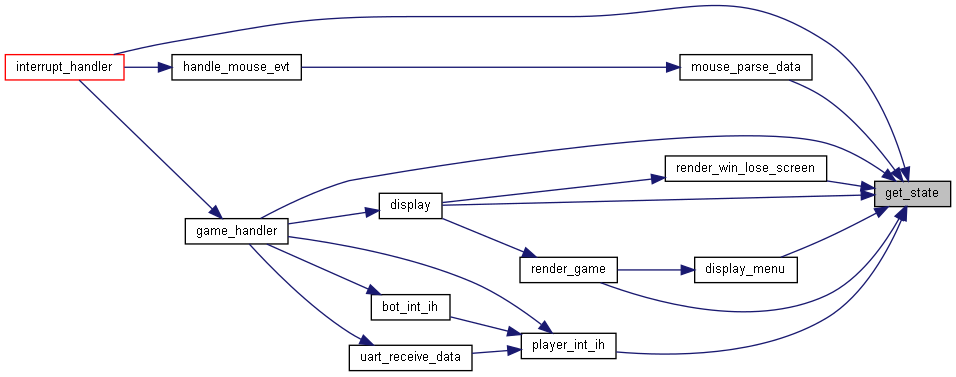 interrupt_handler
handle_mouse_evt
mouse_parse_data
render_win_lose_screen
get_state
display
game_handler
render_game
display_menu
bot_int_ih
player_int_ih
uart_receive_data